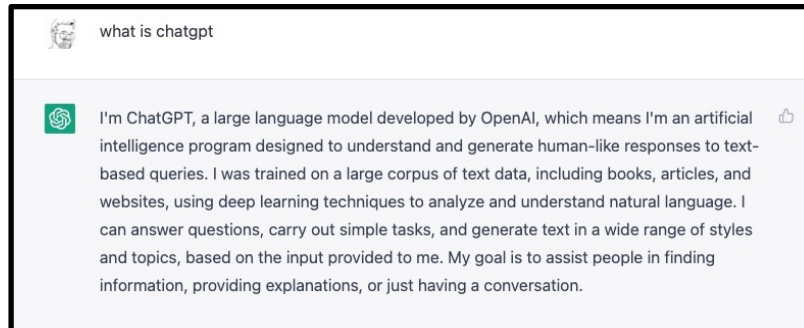 what is chatgpt
I'm ChatGPT, a large language model developed by OpenAI, which means I'm an artificial
intelligence program designed to understand and generate human-like responses to text-
based queries. I was trained on a large corpus of text data, including books, articles, and
websites, using deep learning techniques to analyze and understand natural language. I
can answer questions, carry out simple tasks, and generate text in a wide range of styles
and topics, based on the input provided to me. My goal is to assist people in finding
information, providing explanations, or just having a conversation.